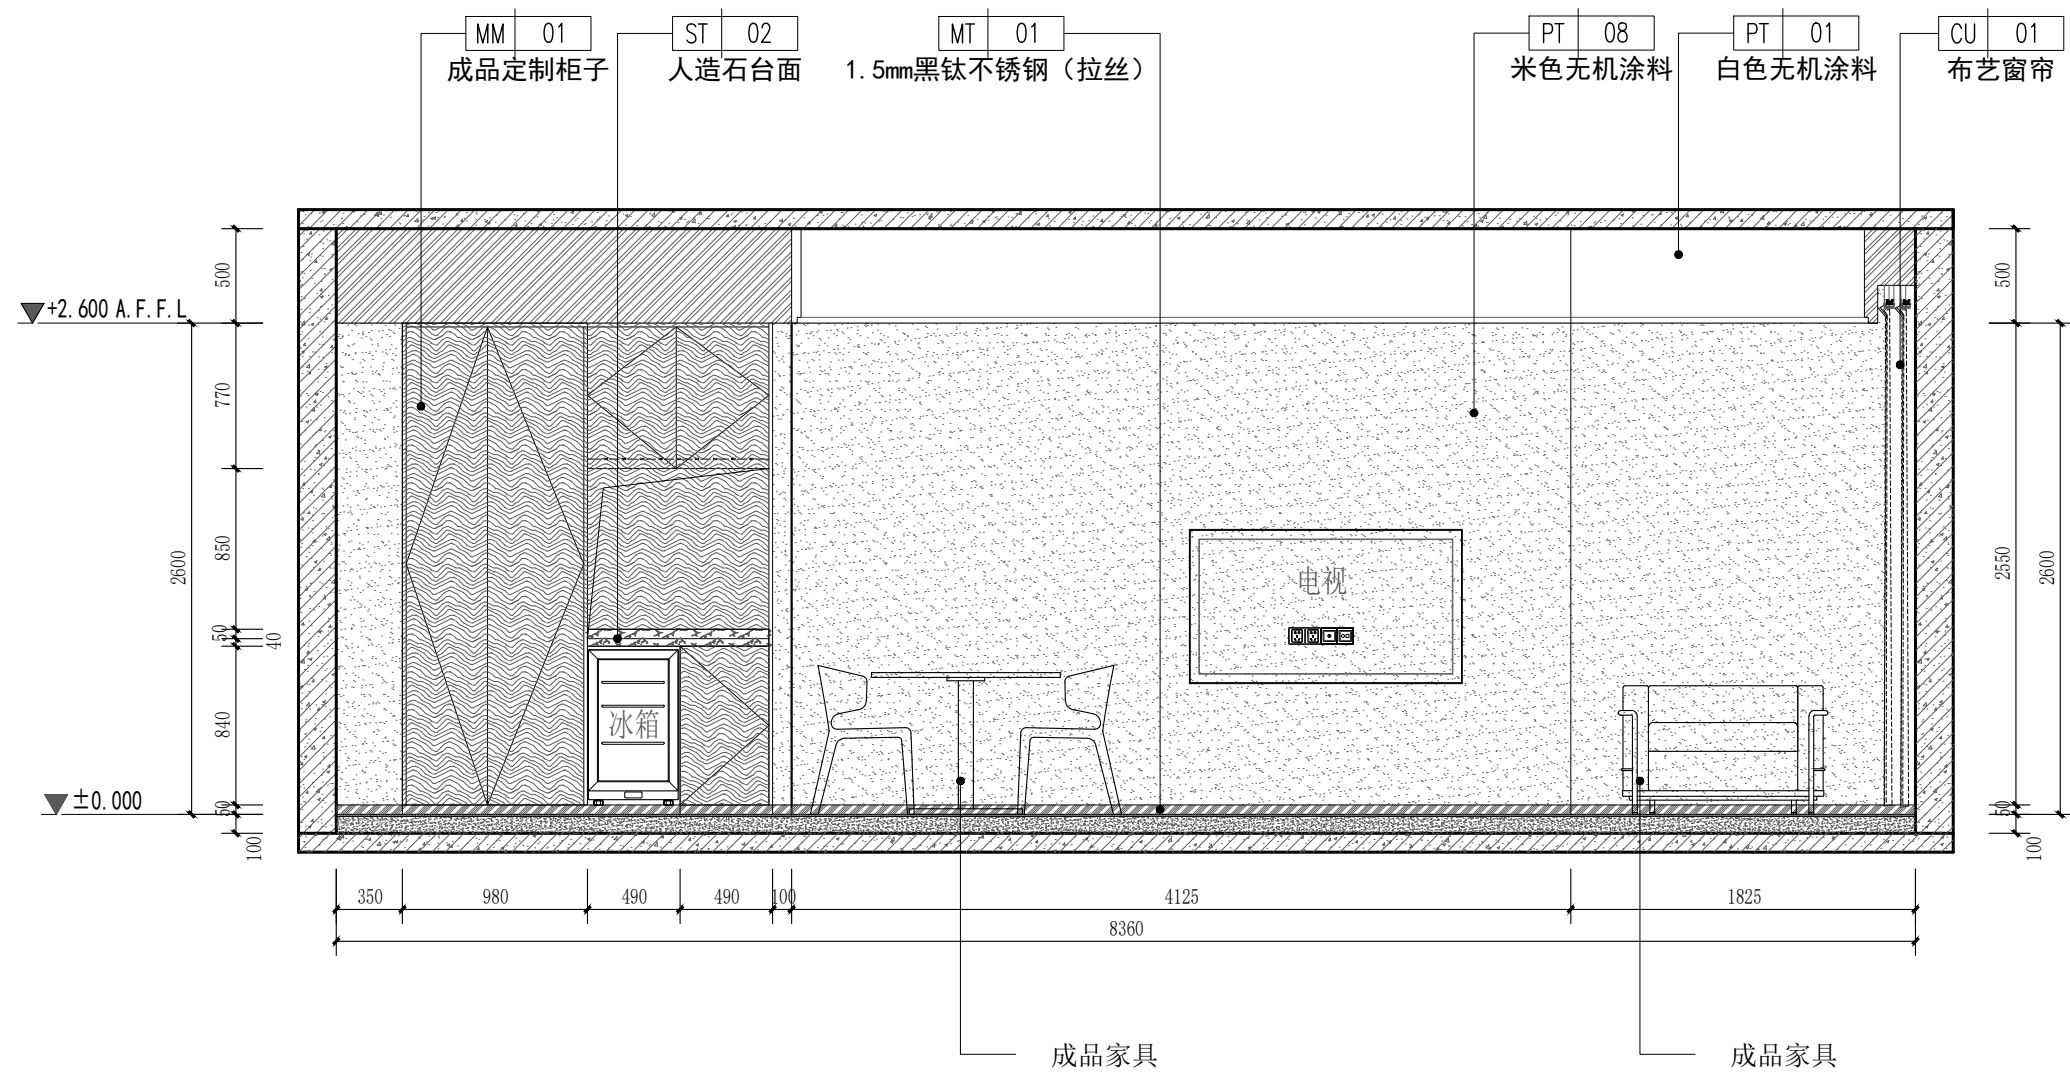 MM 01
成品定制柜子
ST 02
人造石台面
MT 01
1.5mm黑钛不锈钢（拉丝）
PT 08
米色无机涂料
PT 01
白色无机涂料
CU 01
布艺窗帘
+2.600 A.F.F.L
±0.000
2600
500
770
850
50
40
840
50
100
冰箱
电视
500
2550
2600
50
100
350
980
490
490
100
4125
1825
8360
成品家具
成品家具